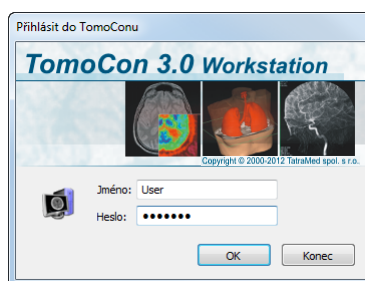 Přihlásit do TomoConu
TomoCon 3.0 Workstation
Copyright © 2000-2012 TatraMed spol. s r.o.
Jméno: User
Heslo: •••••••
OK Konec